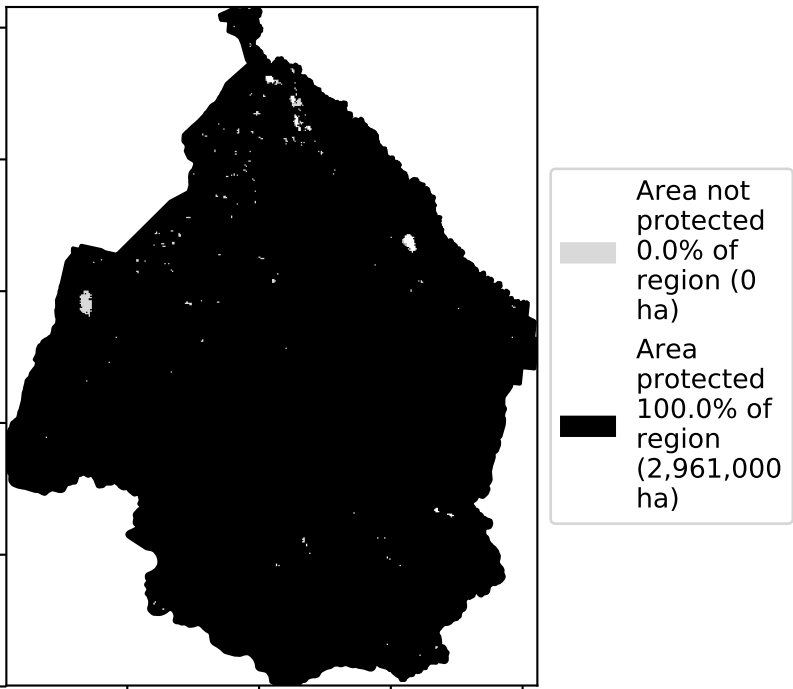 Area not
protected
0.0% of
region (0
ha)
Area
protected
100.0% of
region
(2,961,000
ha)